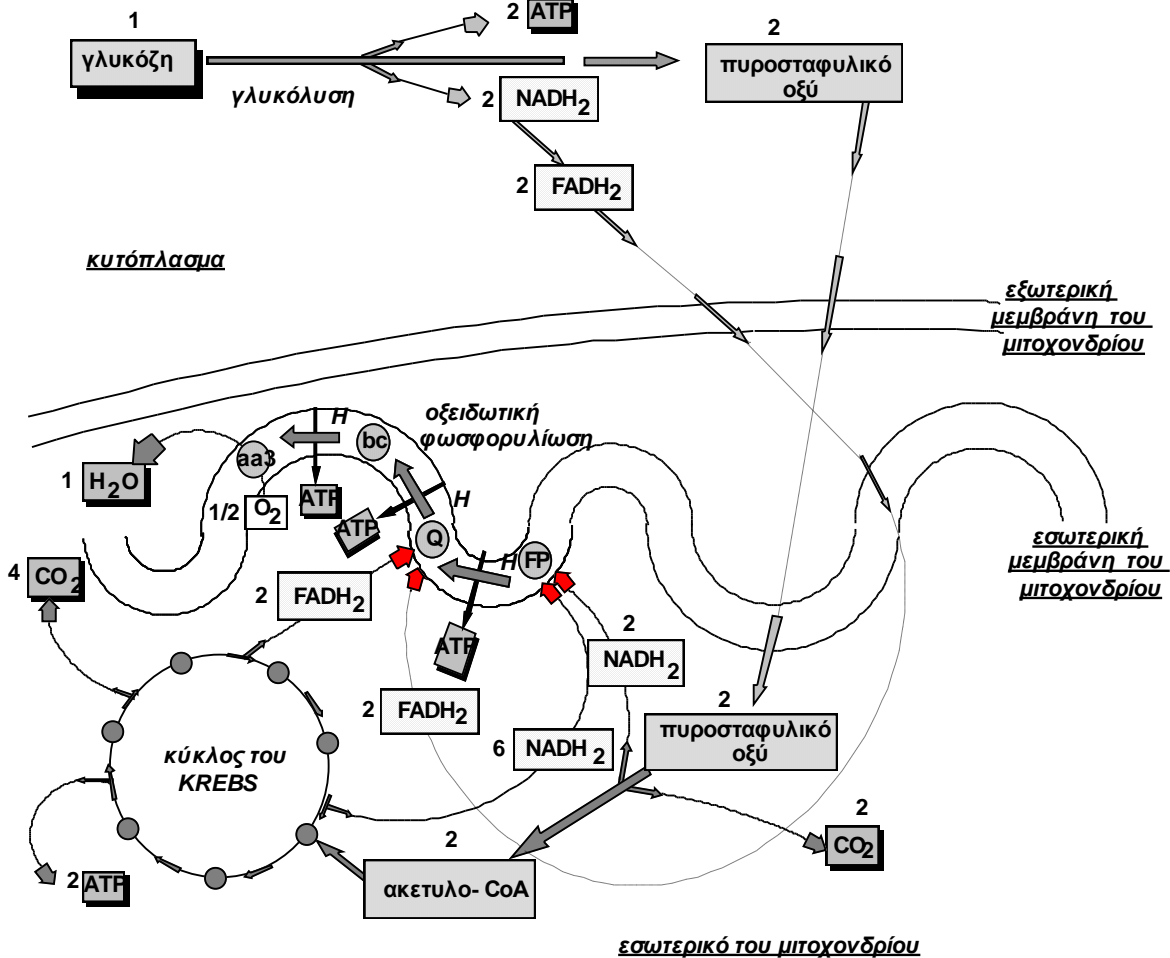 1
γλυκόζη
γλυκόλυση
2 ATP
2 NADH2
2 FADH2
2
πυροσταφυλικό
οξύ
κυτόπλασμα
εξωτερική
μεμβράνη του
μιτοχονδρίου
οξειδωτική
φωσφορυλίωση
H
bc
aa3
1 H2O
1/2 O2
ATP
ATP
H
Q
H
FP
ATP
εσωτερική
μεμβράνη του
μιτοχονδρίου
4 CO2
2 FADH2
2
NADH2
2 FADH2
6 NADH2
2
πυροσταφυλικό
οξύ
κύκλος του
KREBS
2
CO2
2
ακετυλο- CoA
2 ATP
εσωτερικό του μιτοχονδρίου